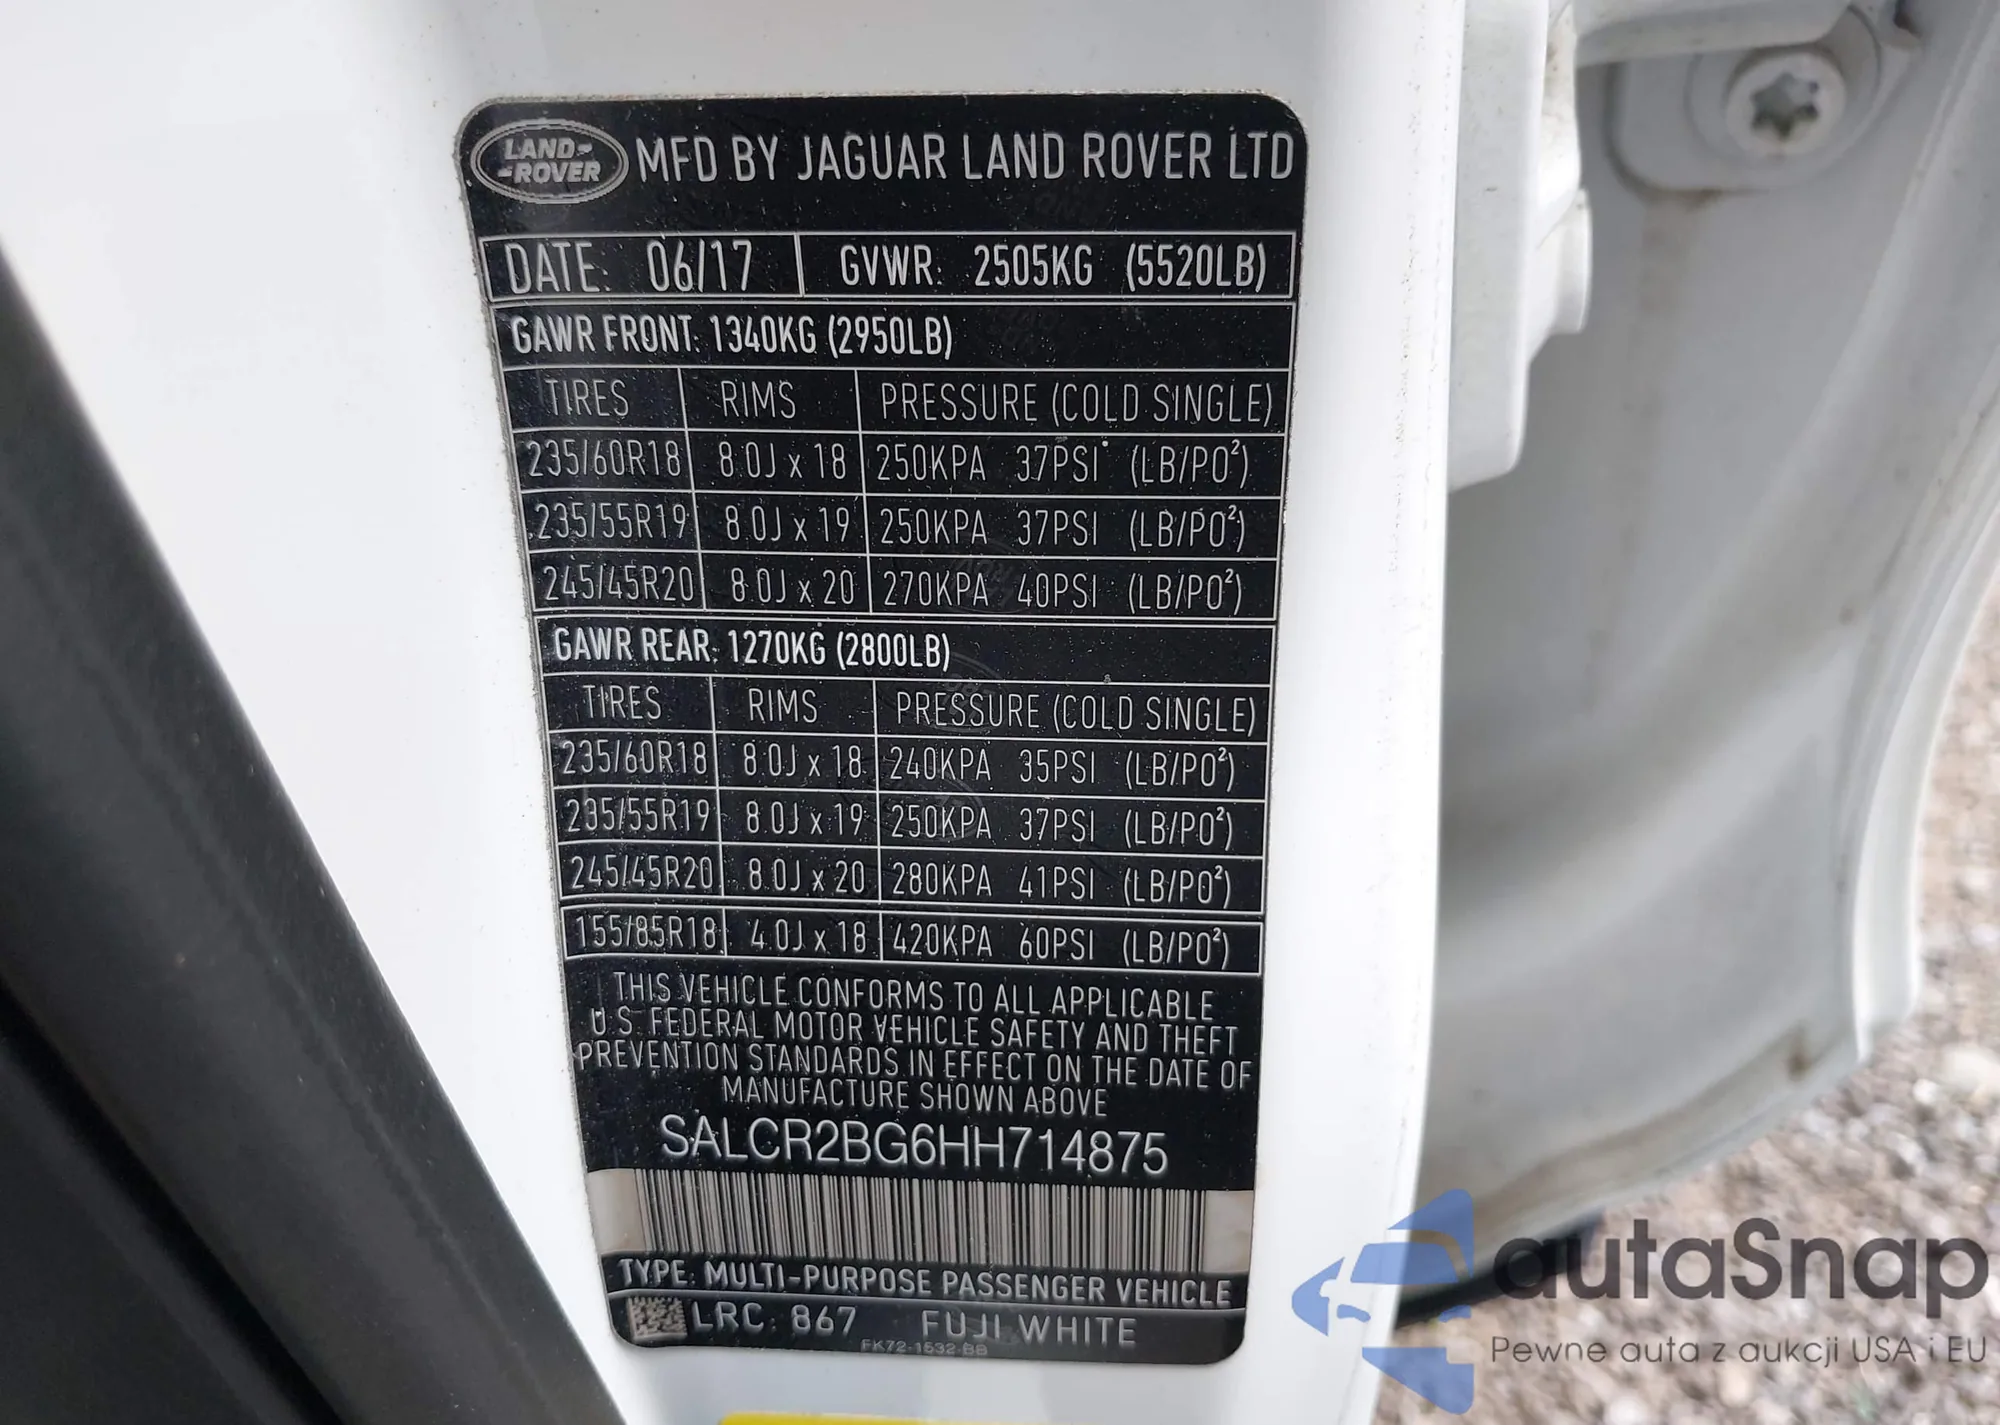 LAND-
-ROVER
MFD BY JAGUAR LAND ROVER LTD
DATE: 06/17 GVWR: 2505KG (5520LB)
GAWR FRONT: 1340KG (2950LB)
TIRES RIMS PRESSURE (COLD SINGLE)
235/60R18 8.0J x 18 250KPA 37PSI (LB/PO²)
235/55R19 8.0J x 19 250KPA 37PSI (LB/PO²)
245/45R20 8.0J x 20 270KPA 40PSI (LB/PO²)
GAWR REAR: 1270KG (2800LB)
TIRES RIMS PRESSURE (COLD SINGLE)
235/60R18 8.0J x 18 240KPA 35PSI (LB/PO²)
235/55R19 8.0J x 19 250KPA 37PSI (LB/PO²)
245/45R20 8.0J x 20 280KPA 41PSI (LB/PO²)
155/85R18 4.0J x 18 420KPA 60PSI (LB/PO²)
THIS VEHICLE CONFORMS TO ALL APPLICABLE
U.S. FEDERAL MOTOR VEHICLE SAFETY AND THEFT
PREVENTION STANDARDS IN EFFECT ON THE DATE OF
MANUFACTURE SHOWN ABOVE
SALCR2BG6HH714875
TYPE: MULTI-PURPOSE PASSENGER VEHICLE
LRC: 867 FUJI WHITE
FK72-1532-BB
autaSnap
Pewne auta z aukcji USA i EU